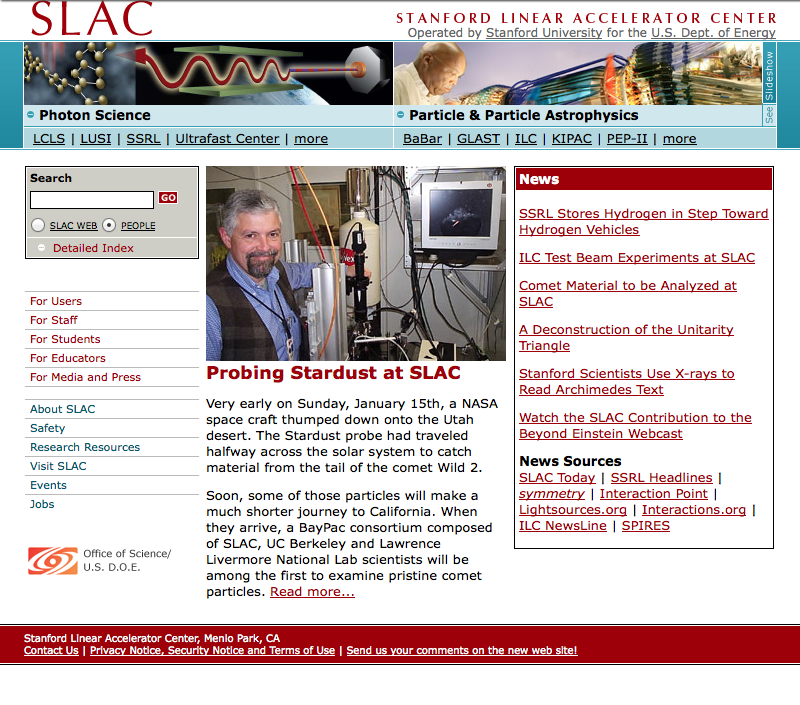 SLAC
STANFORD LINEAR ACCELERATOR CENTER
Operated by Stanford University for the U.S. Dept. of Energy
See Slideshow
Photon Science
LCLS | LUSI | SSRL | Ultrafast Center | more
Particle & Particle Astrophysics
BaBar | GLAST | ILC | KIPAC | PEP-II | more
Search
GO
SLAC WEB PEOPLE
Detailed Index
For Users
For Staff
For Students
For Educators
For Media and Press
About SLAC
Safety
Research Resources
Visit SLAC
Events
Jobs
Office of Science/
U.S. D.O.E.
Probing Stardust at SLAC
Very early on Sunday, January 15th, a NASA
space craft thumped down onto the Utah
desert. The Stardust probe had traveled
halfway across the solar system to catch
material from the tail of the comet Wild 2.
Soon, some of those particles will make a
much shorter journey to California. When
they arrive, a BayPac consortium composed
of SLAC, UC Berkeley and Lawrence
Livermore National Lab scientists will be
among the first to examine pristine comet
particles. Read more...
News
SSRL Stores Hydrogen in Step Toward
Hydrogen Vehicles
ILC Test Beam Experiments at SLAC
Comet Material to be Analyzed at
SLAC
A Deconstruction of the Unitarity
Triangle
Stanford Scientists Use X-rays to
Read Archimedes Text
Watch the SLAC Contribution to the
Beyond Einstein Webcast
News Sources
SLAC Today | SSRL Headlines |
symmetry | Interaction Point |
Lightsources.org | Interactions.org |
ILC NewsLine | SPIRES
Stanford Linear Accelerator Center, Menlo Park, CA
Contact Us | Privacy Notice, Security Notice and Terms of Use | Send us your comments on the new web site!